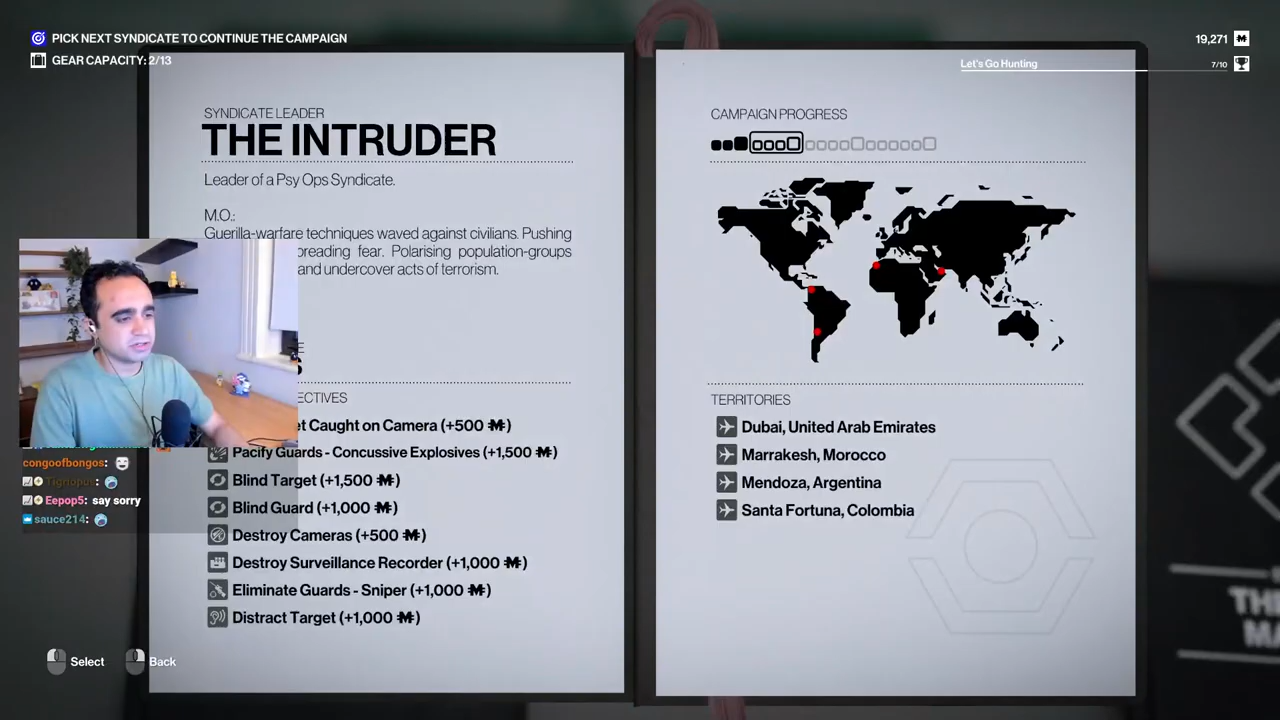 PICK NEXT SYNDICATE TO CONTINUE THE CAMPAIGN
GEAR CAPACITY: 2/13
19,271
Let's Go Hunting
7/10
SYNDICATE LEADER
THE INTRUDER
Leader of a Psy Ops Syndicate.
M.O.:
Guerilla-warfare techniques waved against civilians. Pushing
preading fear. Polarising population-groups
and undercover acts of terrorism.
ECTIVES
et Caught on Camera (+500
Pacify Guards - Concussive Explosives (+1,500
Blind Target (+1,500
Blind Guard (+1,000
Destroy Cameras (+500
Destroy Surveillance Recorder (+1,000
Eliminate Guards - Sniper (+1,000
Distract Target (+1,000
congoofbongos:
Eepop5: say sorry
sauce214:
Select
Back
CAMPAIGN PROGRESS
TERRITORIES
Dubai, United Arab Emirates
Marrakesh, Morocco
Mendoza, Argentina
Santa Fortuna, Colombia